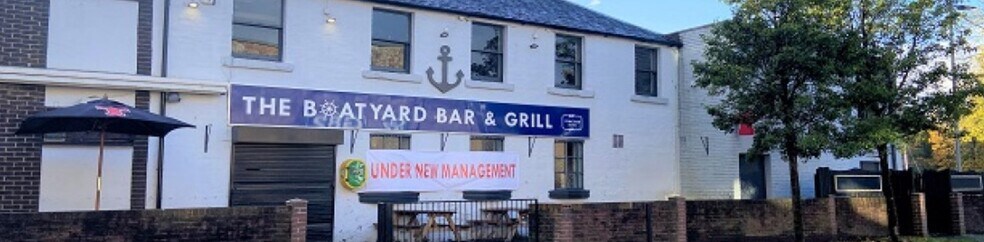 THE BOATYARD BAR & GRILL
UNDER NEW MANAGEMENT